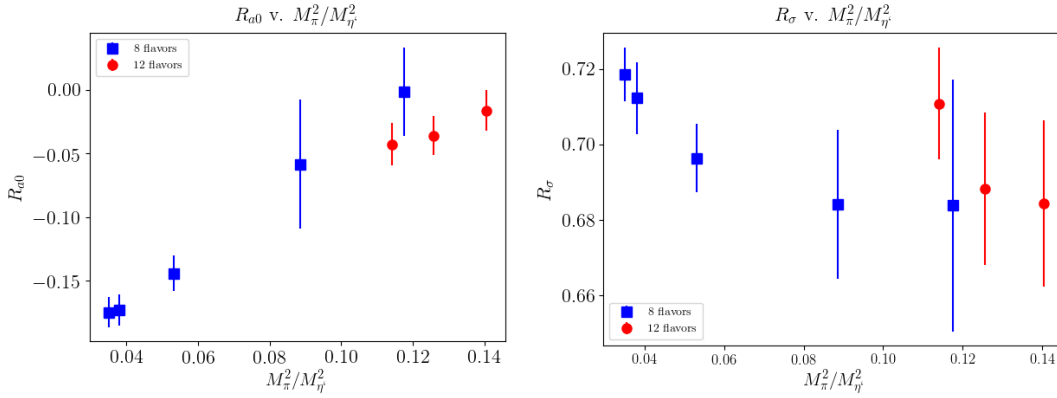 R_{a0} v. M_π^2/M_{η'}^2
0.00
−0.05
−0.10
−0.15
R_{a0}
8 flavors
12 flavors
0.04
0.06
0.08
0.10
0.12
0.14
M_π^2/M_{η'}^2
R_σ v. M_π^2/M_{η'}^2
0.72
0.70
0.68
0.66
R_σ
8 flavors
12 flavors
0.04
0.06
0.08
0.10
0.12
0.14
M_π^2/M_{η'}^2